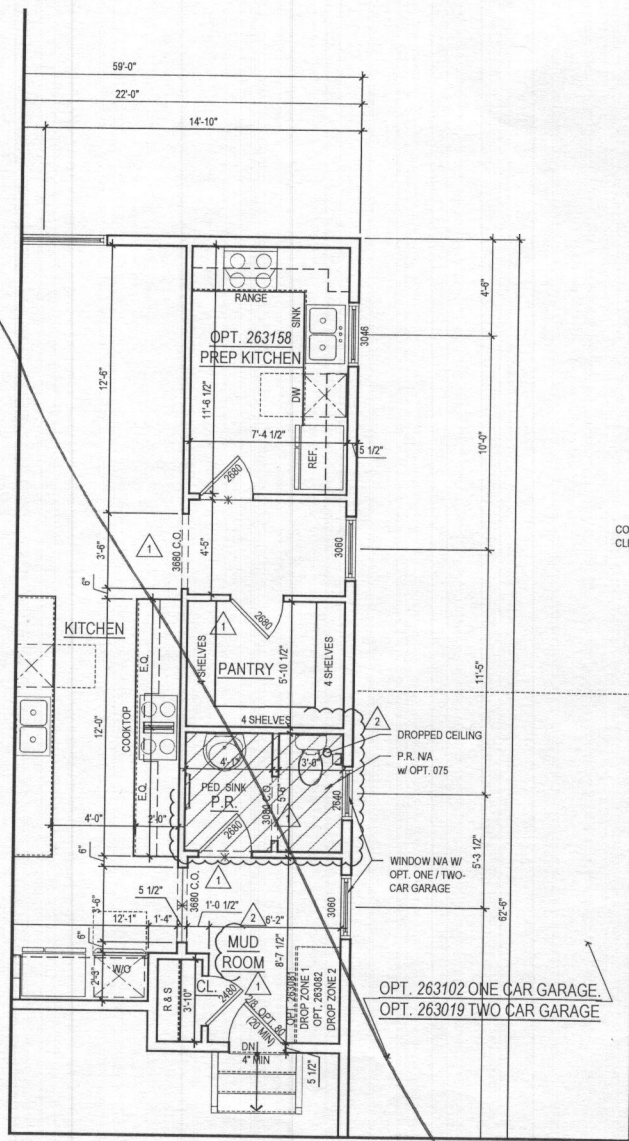 59'-0"
22'-0"
14'-10"
RANGE
SINK
OPT. 263158
PREP KITCHEN
3046
4'-6"
12'-6"
11'-6 1/2"
DW
7'-4 1/2"
REF.
5 1/2"
10'-0"
2680
3'-6"
1
3680 C.O.
4'-5"
3060
CO
CL
6"
2680
KITCHEN
1
E.Q.
4 SHELVES
PANTRY
5'-10 1/2"
4 SHELVES
11'-5"
4 SHELVES
2
12'-0"
COOKTOP
DROPPED CEILING
3'-0"
P.R. N/A
w/ OPT. 075
PED. SINK
P.R.
3080 C.O.
5'-6"
1
2640
E.Q.
2680
4'-0"
2'-0"
6"
WINDOW N/A W/
OPT. ONE / TWO-
CAR GARAGE
5'-3 1/2"
62'-6"
3'-6"
5 1/2"
3680 C.O.
1
1'-0 1/2"
2
6'-2"
3060
12'-1"
1'-4"
6"
MUD
ROOM
8'-7 1/2"
W/O
2'-9"
R & S
3'-10"
CL.
2480
1
2/8. OPT. 80
(20 MIN)
OPT. 263081
DROP ZONE 1
OPT. 263082
DROP ZONE 2
OPT. 263102 ONE CAR GARAGE.
OPT. 263019 TWO CAR GARAGE
DN
4" MIN
5 1/2"